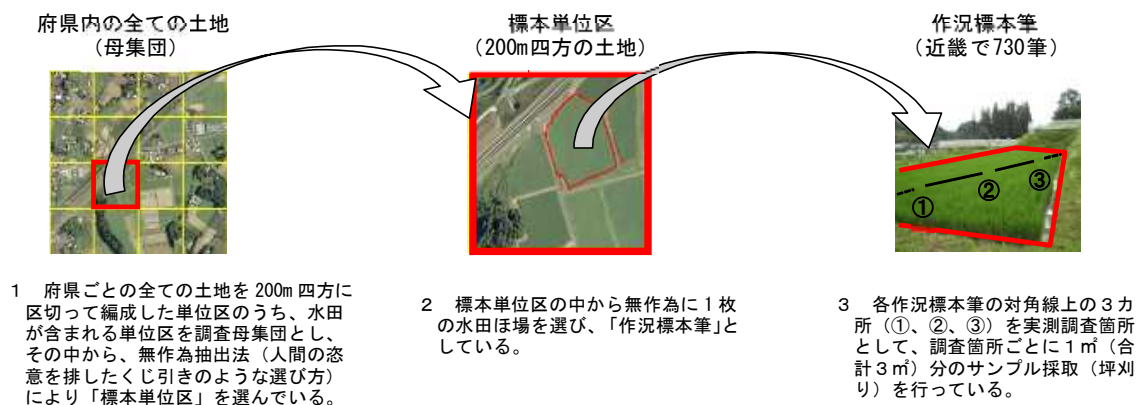 府県内の全ての土地
（母集団）
標本単位区
（200m四方の土地）
作況標本筆
（近畿で730筆）
①
②
③
1 府県ごとの全ての土地を200m四方に
区切って編成した単位区のうち、水田
が含まれる単位区を調査母集団とし、
その中から、無作為抽出法（人間の恣
意を排したくじ引きのような選び方）
により「標本単位区」を選んでいる。
2 標本単位区の中から無作為に1枚
の水田ほ場を選び、「作況標本筆」と
している。
3 各作況標本筆の対角線上の3カ
所（①、②、③）を実測調査箇所
として、調査箇所ごとに1㎡（合
計3㎡）分のサンプル採取（坪刈
り）を行っている。